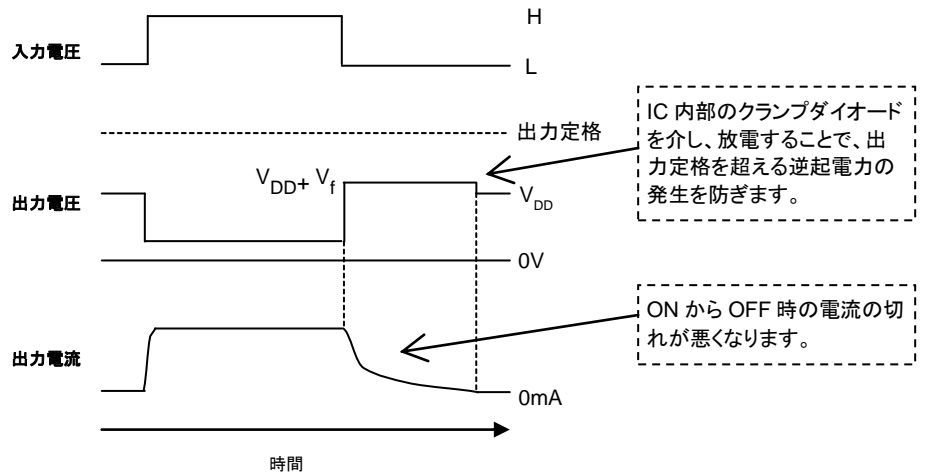 H
入力電圧
L
IC 内部のクランプダイオード
を介し、放電することで、出
力定格を超える逆起電力の
発生を防ぎます。
出力定格
VDD+ Vf
出力電圧
VDD
0V
ON から OFF 時の電流の切
れが悪くなります。
出力電流
0mA
時間